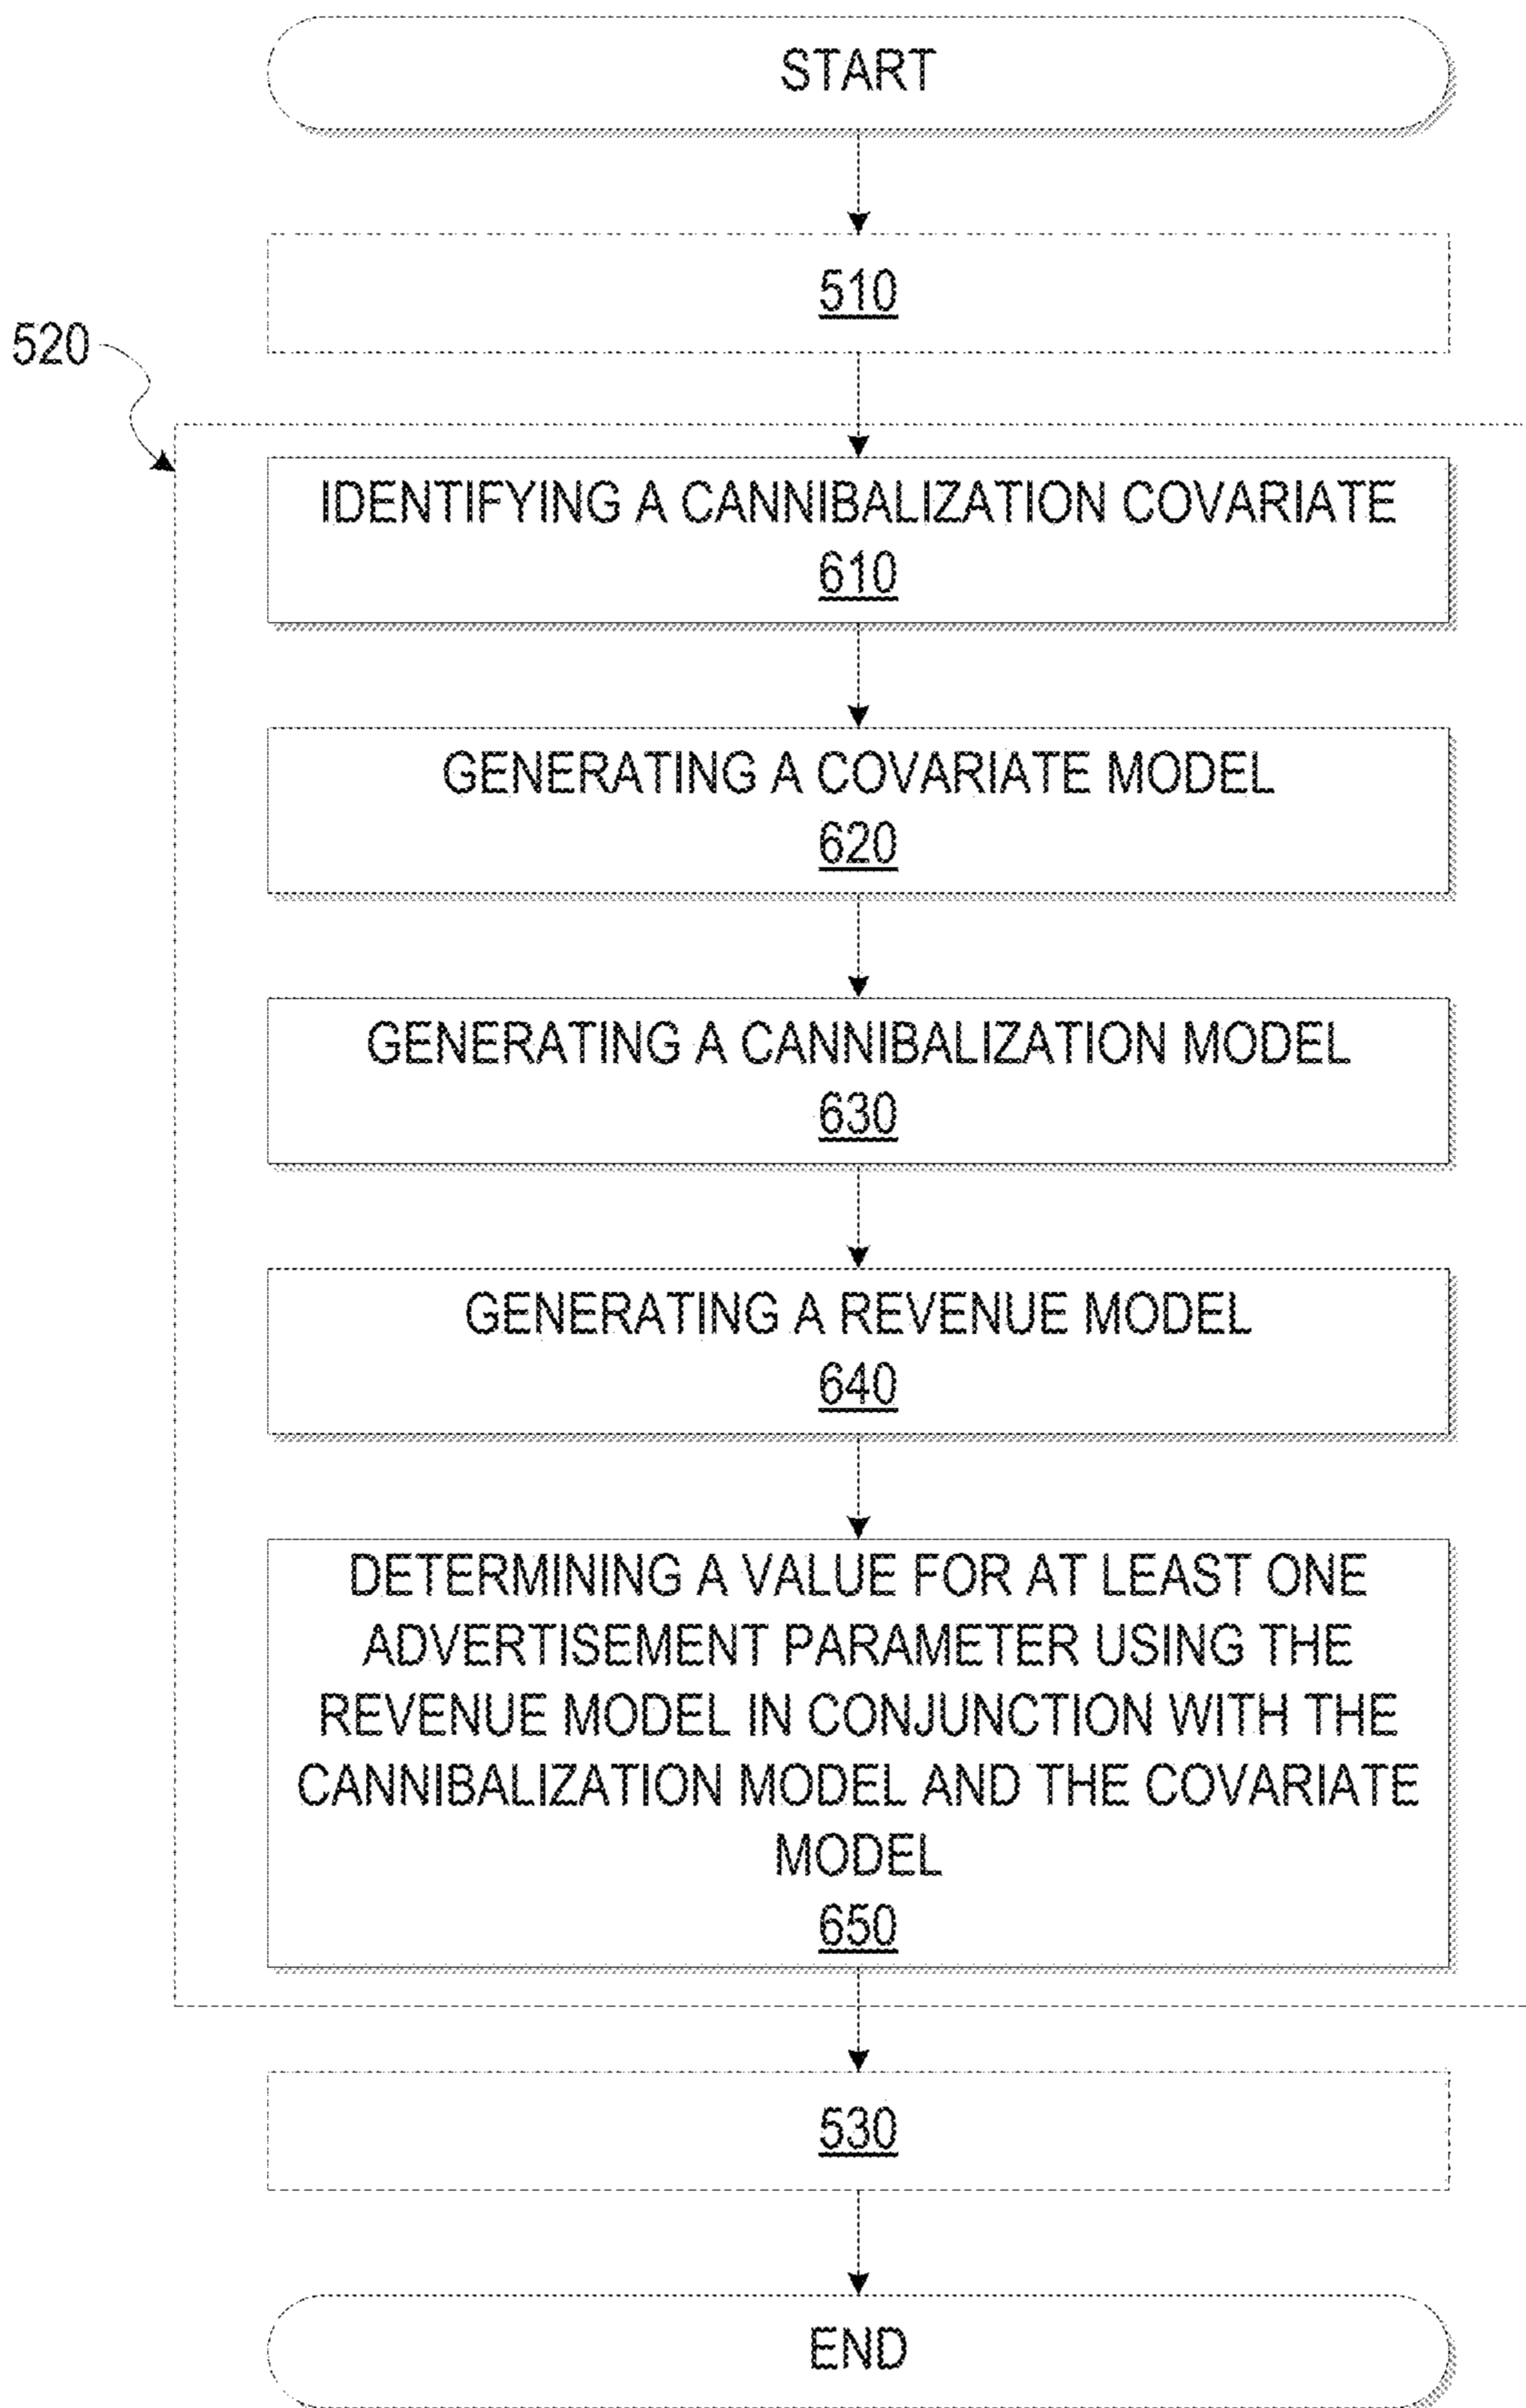 START
510
520
IDENTIFYING A CANNIBALIZATION COVARIATE
610
GENERATING A COVARIATE MODEL
620
GENERATING A CANNIBALIZATION MODEL
630
GENERATING A REVENUE MODEL
640
DETERMINING A VALUE FOR AT LEAST ONE
ADVERTISEMENT PARAMETER USING THE
REVENUE MODEL IN CONJUNCTION WITH THE
CANNIBALIZATION MODEL AND THE COVARIATE
MODEL
650
530
END